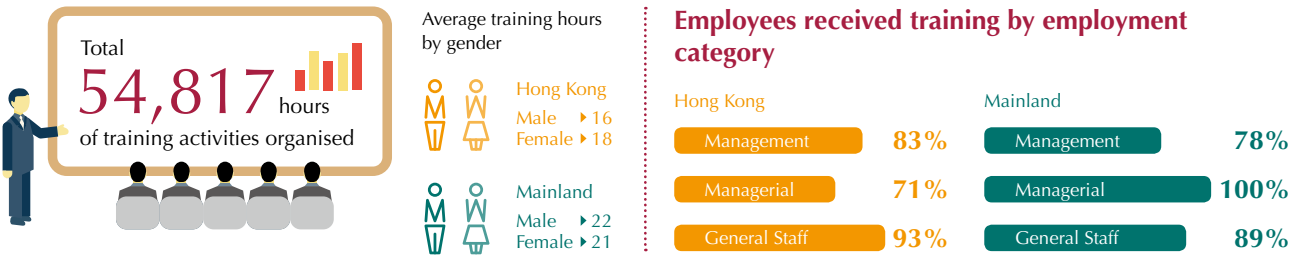 Total
54,817 hours
of training activities organised
Average training hours
by gender
Hong Kong
Male 16
Female 18
Mainland
Male 22
Female 21
Employees received training by employment
category
Hong Kong
Management 83%
Managerial 71%
General Staff 93%
Mainland
Management 78%
Managerial 100%
General Staff 89%